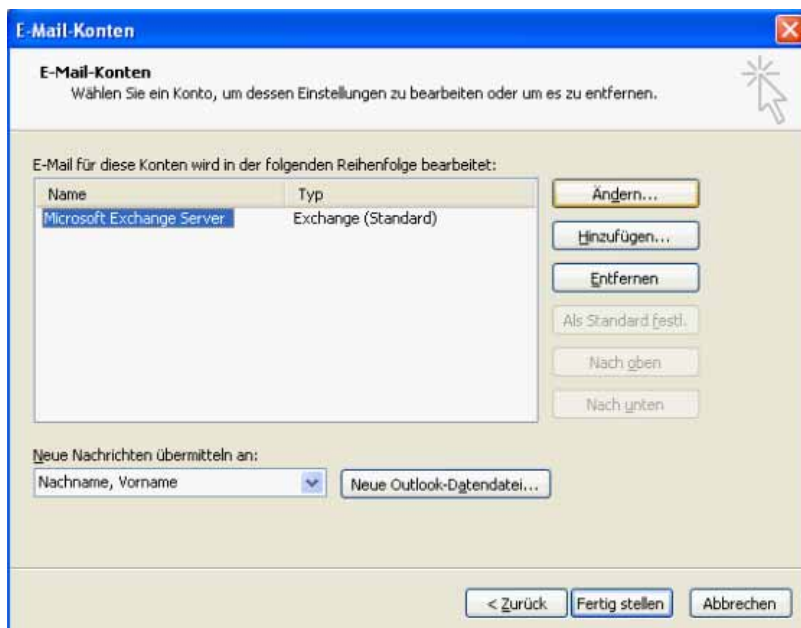 E-Mail-Konten
E-Mail-Konten
Wählen Sie ein Konto, um dessen Einstellungen zu bearbeiten oder um es zu entfernen.
E-Mail für diese Konten wird in der folgenden Reihenfolge bearbeitet:
Name Typ
Microsoft Exchange Server Exchange (Standard)
Ändern...
Hinzufügen...
Entfernen
Als Standard festl.
Nach oben
Nach unten
Neue Nachrichten übermitteln an:
Nachname, Vorname Neue Outlook-Datendatei...
< Zurück Fertig stellen Abbrechen